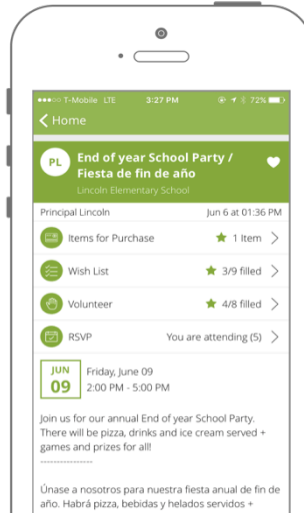 T-Mobile LTE 3:27 PM 72%
Home
PL
End of year School Party /
Fiesta de fin de año
Lincoln Elementary School
Principal Lincoln Jun 6 at 01:36 PM
Items for Purchase 1 Item
Wish List 3/9 filled
Volunteer 4/8 filled
RSVP You are attending (5)
JUN
09
Friday, June 09
2:00 PM - 5:00 PM
Join us for our annual End of year School Party.
There will be pizza, drinks and ice cream served +
games and prizes for all!
----------------
Únase a nosotros para nuestra fiesta anual de fin de
año. Habrá pizza, bebidas y helados servidos +